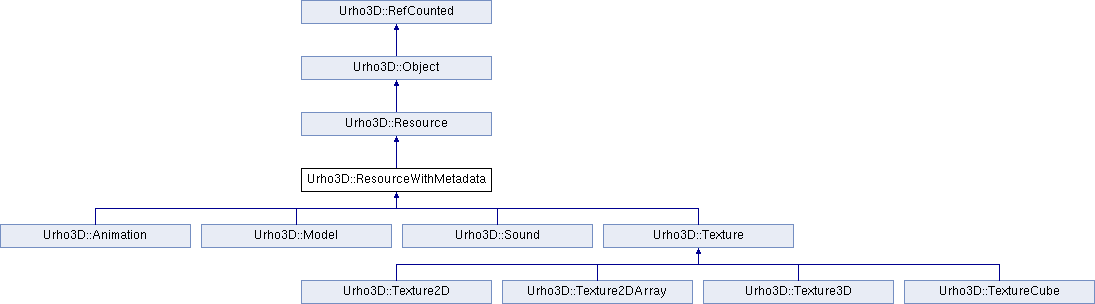 Urho3D::RefCounted
Urho3D::Object
Urho3D::Resource
Urho3D::ResourceWithMetadata
Urho3D::Animation
Urho3D::Model
Urho3D::Sound
Urho3D::Texture
Urho3D::Texture2D
Urho3D::Texture2DArray
Urho3D::Texture3D
Urho3D::TextureCube